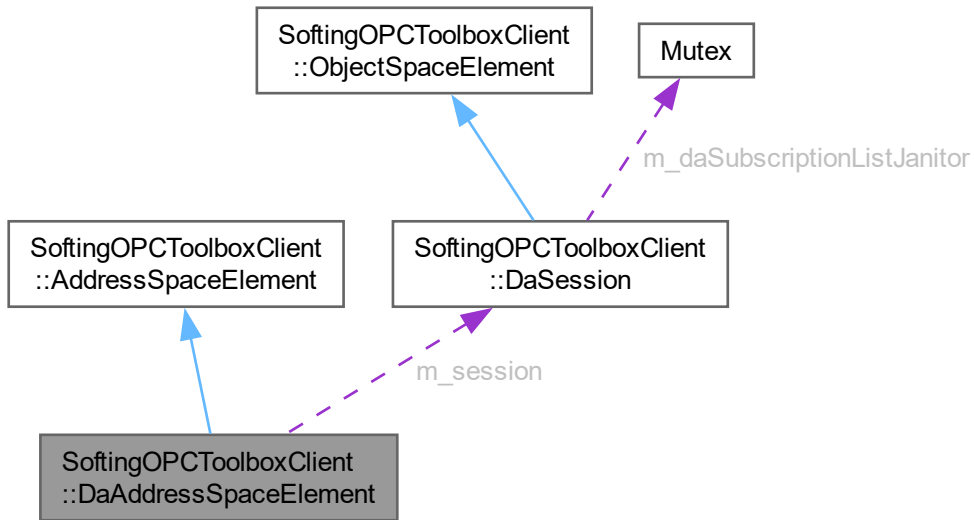 SoftingOPCToolboxClient
::ObjectSpaceElement
Mutex
m_daSubscriptionListJanitor
SoftingOPCToolboxClient
::AddressSpaceElement
SoftingOPCToolboxClient
::DaSession
m_session
SoftingOPCToolboxClient
::DaAddressSpaceElement